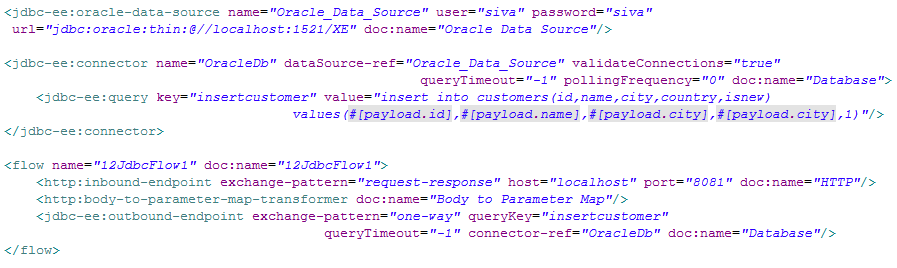 <jdbc-ee:oracle-data-source name="Oracle_Data_Source" user="siva" password="siva"
url="jdbc:oracle:thin:@//localhost:1521/XE" doc:name="Oracle Data Source"/>
<jdbc-ee:connector name="OracleDb" dataSource-ref="Oracle_Data_Source" validateConnections="true"
queryTimeout="-1" pollingFrequency="0" doc:name="Database">
<jdbc-ee:query key="insertcustomer" value="insert into customers(id,name,city,country,isnew)
values(#[payload.id],#[payload.name],#[payload.city],#[payload.city],1)"/>
</jdbc-ee:connector>
<flow name="12JdbcFlow1" doc:name="12JdbcFlow1">
<http:inbound-endpoint exchange-pattern="request-response" host="localhost" port="8081" doc:name="HTTP"/>
<http:body-to-parameter-map-transformer doc:name="Body to Parameter Map"/>
<jdbc-ee:outbound-endpoint exchange-pattern="one-way" queryKey="insertcustomer"
queryTimeout="-1" connector-ref="OracleDb" doc:name="Database"/>
</flow>